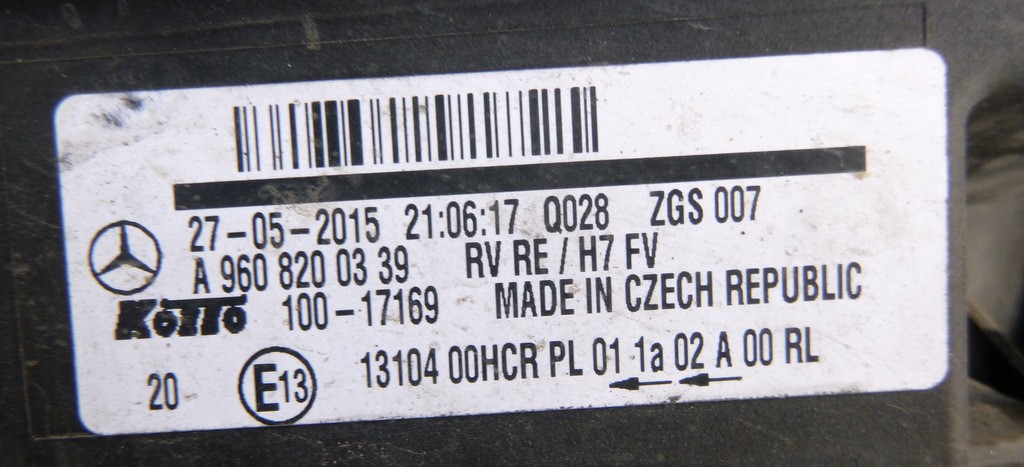 27-05-2015 21:06:17 Q028 ZGS 007
A 960 820 03 39 RV RE / H7 FV
100-17169 MADE IN CZECH REPUBLIC
20 E13 13104 00HCR PL 01 1a 02 A 00 RL